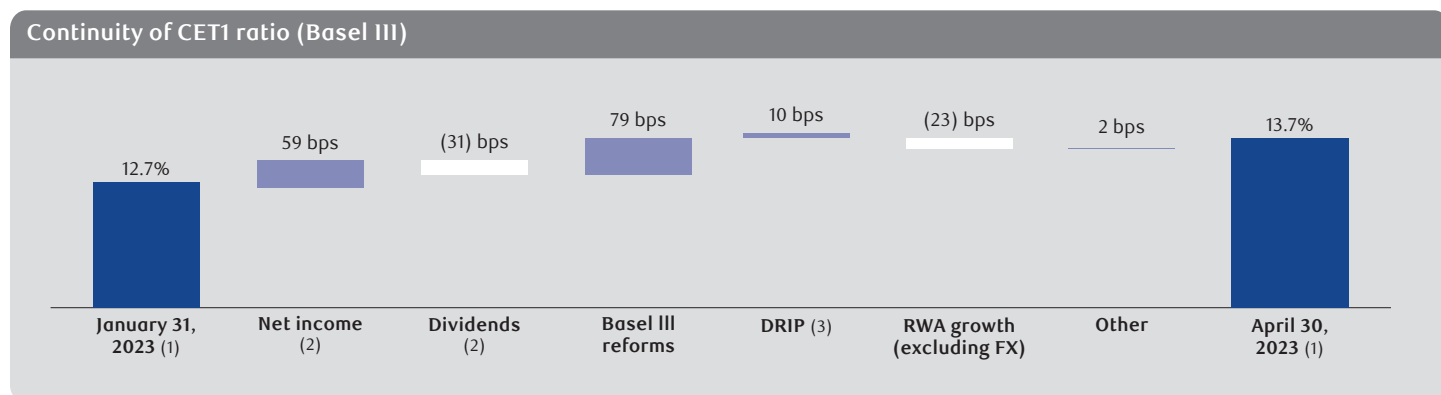 Continuity of CET1 ratio (Basel III)
12.7%
59 bps
(31) bps
79 bps
10 bps
(23) bps
2 bps
13.7%
January 31,
2023 (1)
Net income
(2)
Dividends
(2)
Basel III
reforms
DRIP (3)
RWA growth
(excluding FX)
Other
April 30,
2023 (1)